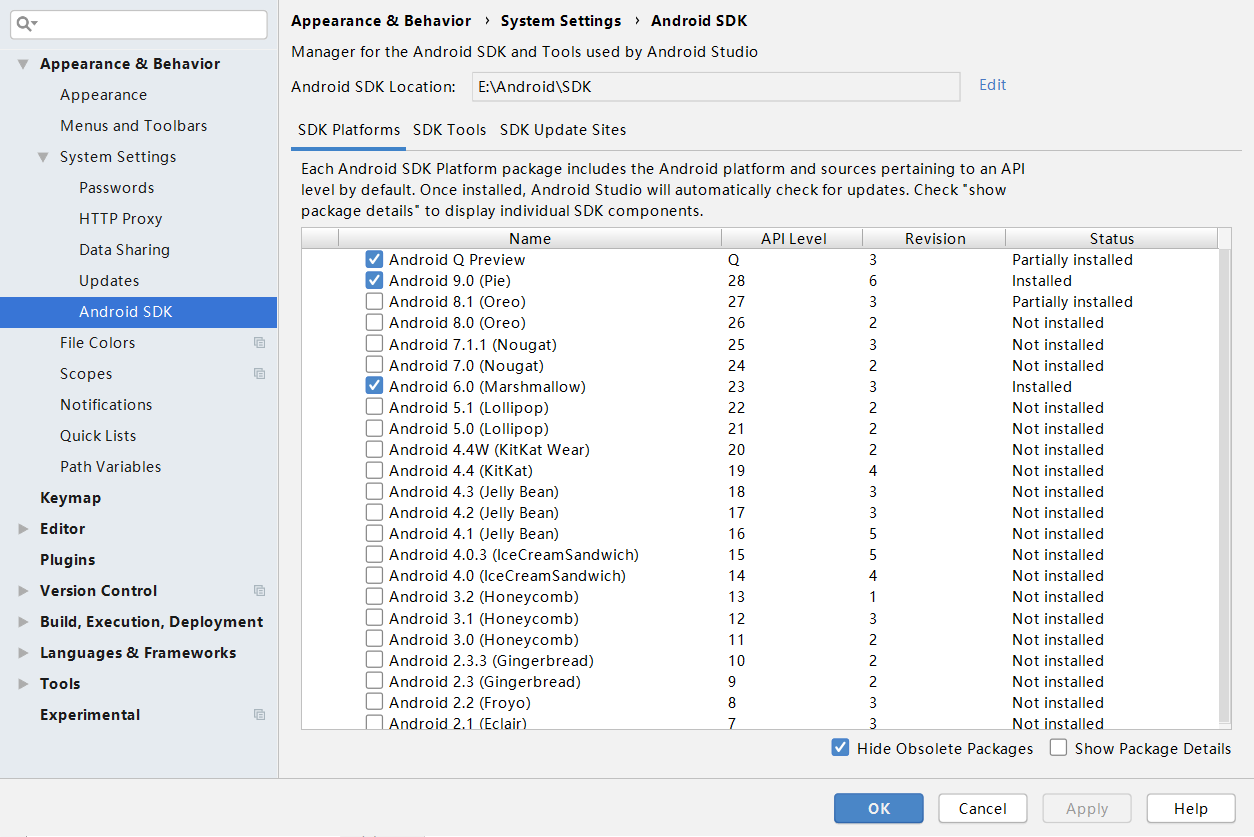 Appearance & Behavior
Appearance
Menus and Toolbars
System Settings
Passwords
HTTP Proxy
Data Sharing
Updates
Android SDK
File Colors
Scopes
Notifications
Quick Lists
Path Variables
Keymap
Editor
Plugins
Version Control
Build, Execution, Deployment
Languages & Frameworks
Tools
Experimental
Appearance & Behavior › System Settings › Android SDK
Manager for the Android SDK and Tools used by Android Studio
Android SDK Location: E:\Android\SDK Edit
SDK Platforms SDK Tools SDK Update Sites
Each Android SDK Platform package includes the Android platform and sources pertaining to an API
level by default. Once installed, Android Studio will automatically check for updates. Check "show
package details" to display individual SDK components.
Name API Level Revision Status
Android Q Preview Q 3 Partially installed
Android 9.0 (Pie) 28 6 Installed
Android 8.1 (Oreo) 27 3 Partially installed
Android 8.0 (Oreo) 26 2 Not installed
Android 7.1.1 (Nougat) 25 3 Not installed
Android 7.0 (Nougat) 24 2 Not installed
Android 6.0 (Marshmallow) 23 3 Installed
Android 5.1 (Lollipop) 22 2 Not installed
Android 5.0 (Lollipop) 21 2 Not installed
Android 4.4W (KitKat Wear) 20 2 Not installed
Android 4.4 (KitKat) 19 4 Not installed
Android 4.3 (Jelly Bean) 18 3 Not installed
Android 4.2 (Jelly Bean) 17 3 Not installed
Android 4.1 (Jelly Bean) 16 5 Not installed
Android 4.0.3 (IceCreamSandwich) 15 5 Not installed
Android 4.0 (IceCreamSandwich) 14 4 Not installed
Android 3.2 (Honeycomb) 13 1 Not installed
Android 3.1 (Honeycomb) 12 3 Not installed
Android 3.0 (Honeycomb) 11 2 Not installed
Android 2.3.3 (Gingerbread) 10 2 Not installed
Android 2.3 (Gingerbread) 9 2 Not installed
Android 2.2 (Froyo) 8 3 Not installed
Android 2.1 (Eclair) 7 3 Not installed
Hide Obsolete Packages Show Package Details
OK Cancel Apply Help